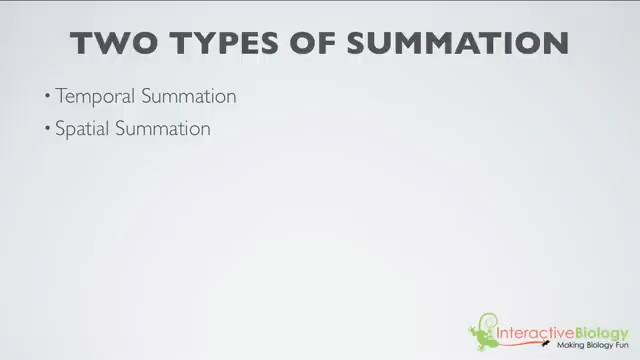 TWO TYPES OF SUMMATION
• Temporal Summation
• Spatial Summation
InteractiveBiology
Making Biology Fun